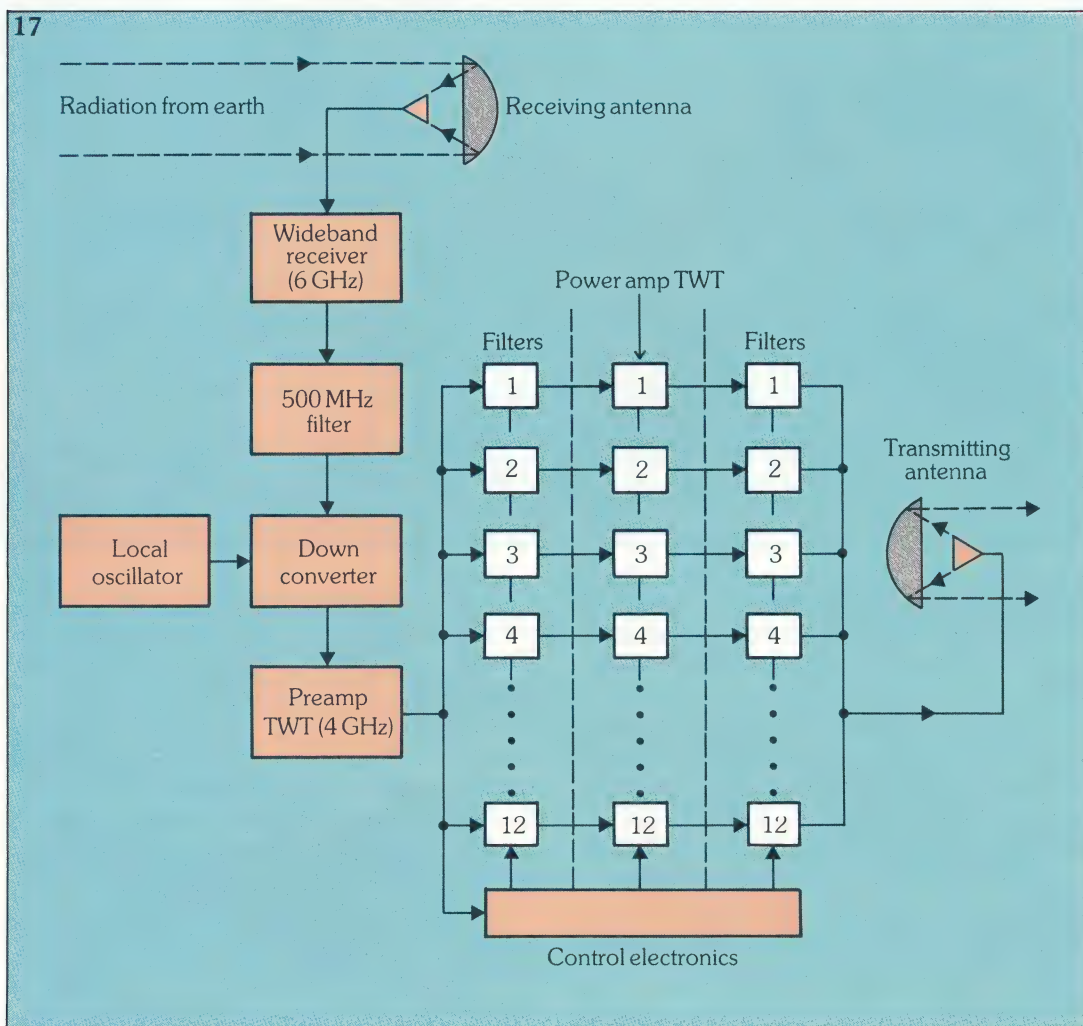 17
Radiation from earth
Receiving antenna
Wideband
receiver
(6 GHz)
Power amp TWT
Filters
Filters
500 MHz
filter
1
1
1
Transmitting
antenna
2
2
2
Local
oscillator
Down
converter
3
3
3
4
4
4
Preamp
TWT (4 GHz)
12
12
12
Control electronics